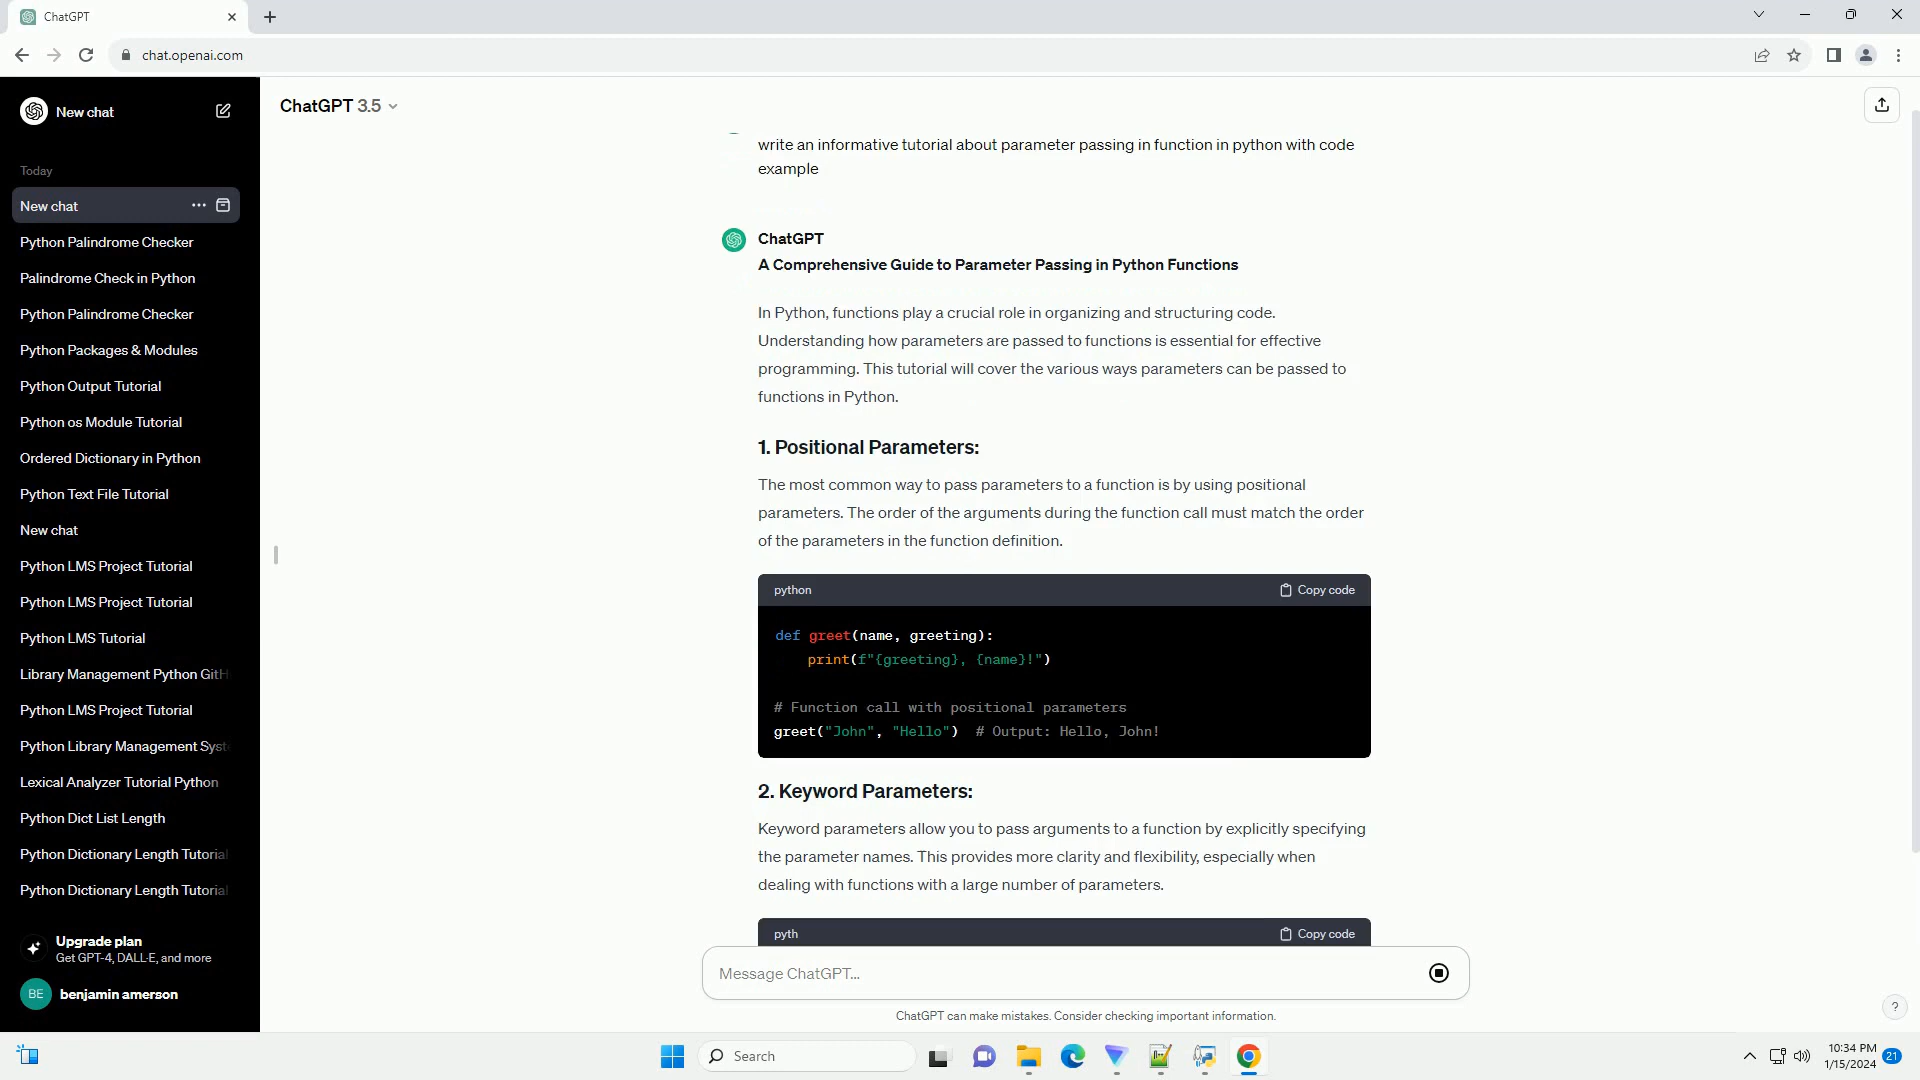 ChatGPT
chat.openai.com
New chat
Today
New chat
Python Palindrome Checker
Palindrome Check in Python
Python Palindrome Checker
Python Packages & Modules
Python Output Tutorial
Python os Module Tutorial
Ordered Dictionary in Python
Python Text File Tutorial
New chat
Python LMS Project Tutorial
Python LMS Project Tutorial
Python LMS Tutorial
Library Management Python GitH
Python LMS Project Tutorial
Python Library Management Syste
Lexical Analyzer Tutorial Python
Python Dict List Length
Python Dictionary Length Tutorial
Python Dictionary Length Tutorial
Upgrade plan
Get GPT-4, DALL·E, and more
BE benjamin amerson
ChatGPT 3.5
write an informative tutorial about parameter passing in function in python with code
example
ChatGPT
A Comprehensive Guide to Parameter Passing in Python Functions
In Python, functions play a crucial role in organizing and structuring code.
Understanding how parameters are passed to functions is essential for effective
programming. This tutorial will cover the various ways parameters can be passed to
functions in Python.
1. Positional Parameters:
The most common way to pass parameters to a function is by using positional
parameters. The order of the arguments during the function call must match the order
of the parameters in the function definition.
python Copy code
def greet(name, greeting):
    print(f"{greeting}, {name}!")
# Function call with positional parameters
greet("John", "Hello")  # Output: Hello, John!
2. Keyword Parameters:
Keyword parameters allow you to pass arguments to a function by explicitly specifying
the parameter names. This provides more clarity and flexibility, especially when
dealing with functions with a large number of parameters.
pyth Copy code
Message ChatGPT...
ChatGPT can make mistakes. Consider checking important information.
?
Search
10:34 PM
1/15/2024
21